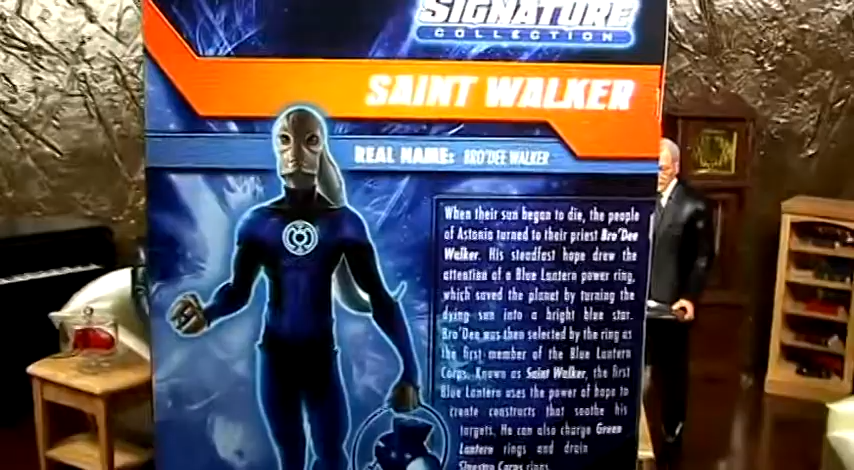 SIGNATURE
COLLECTION
SAINT WALKER
REAL NAME: BRO'DEE WALKER
When their sun began to die, the people
of Astonia turned to their priest Bro'Dee
Walker. His steadfast hope drew the
attention of a Blue Lantern power ring,
which saved the planet by turning the
dying sun into a bright blue star.
Bro'Dee was then selected by the ring as
the first member of the Blue Lantern
Corps. Known as Saint Walker, the first
Blue Lantern uses the power of hope to
create constructs that soothe his
targets. He can also charge Green
Lantern rings and drain
Sinestro Corps rings.